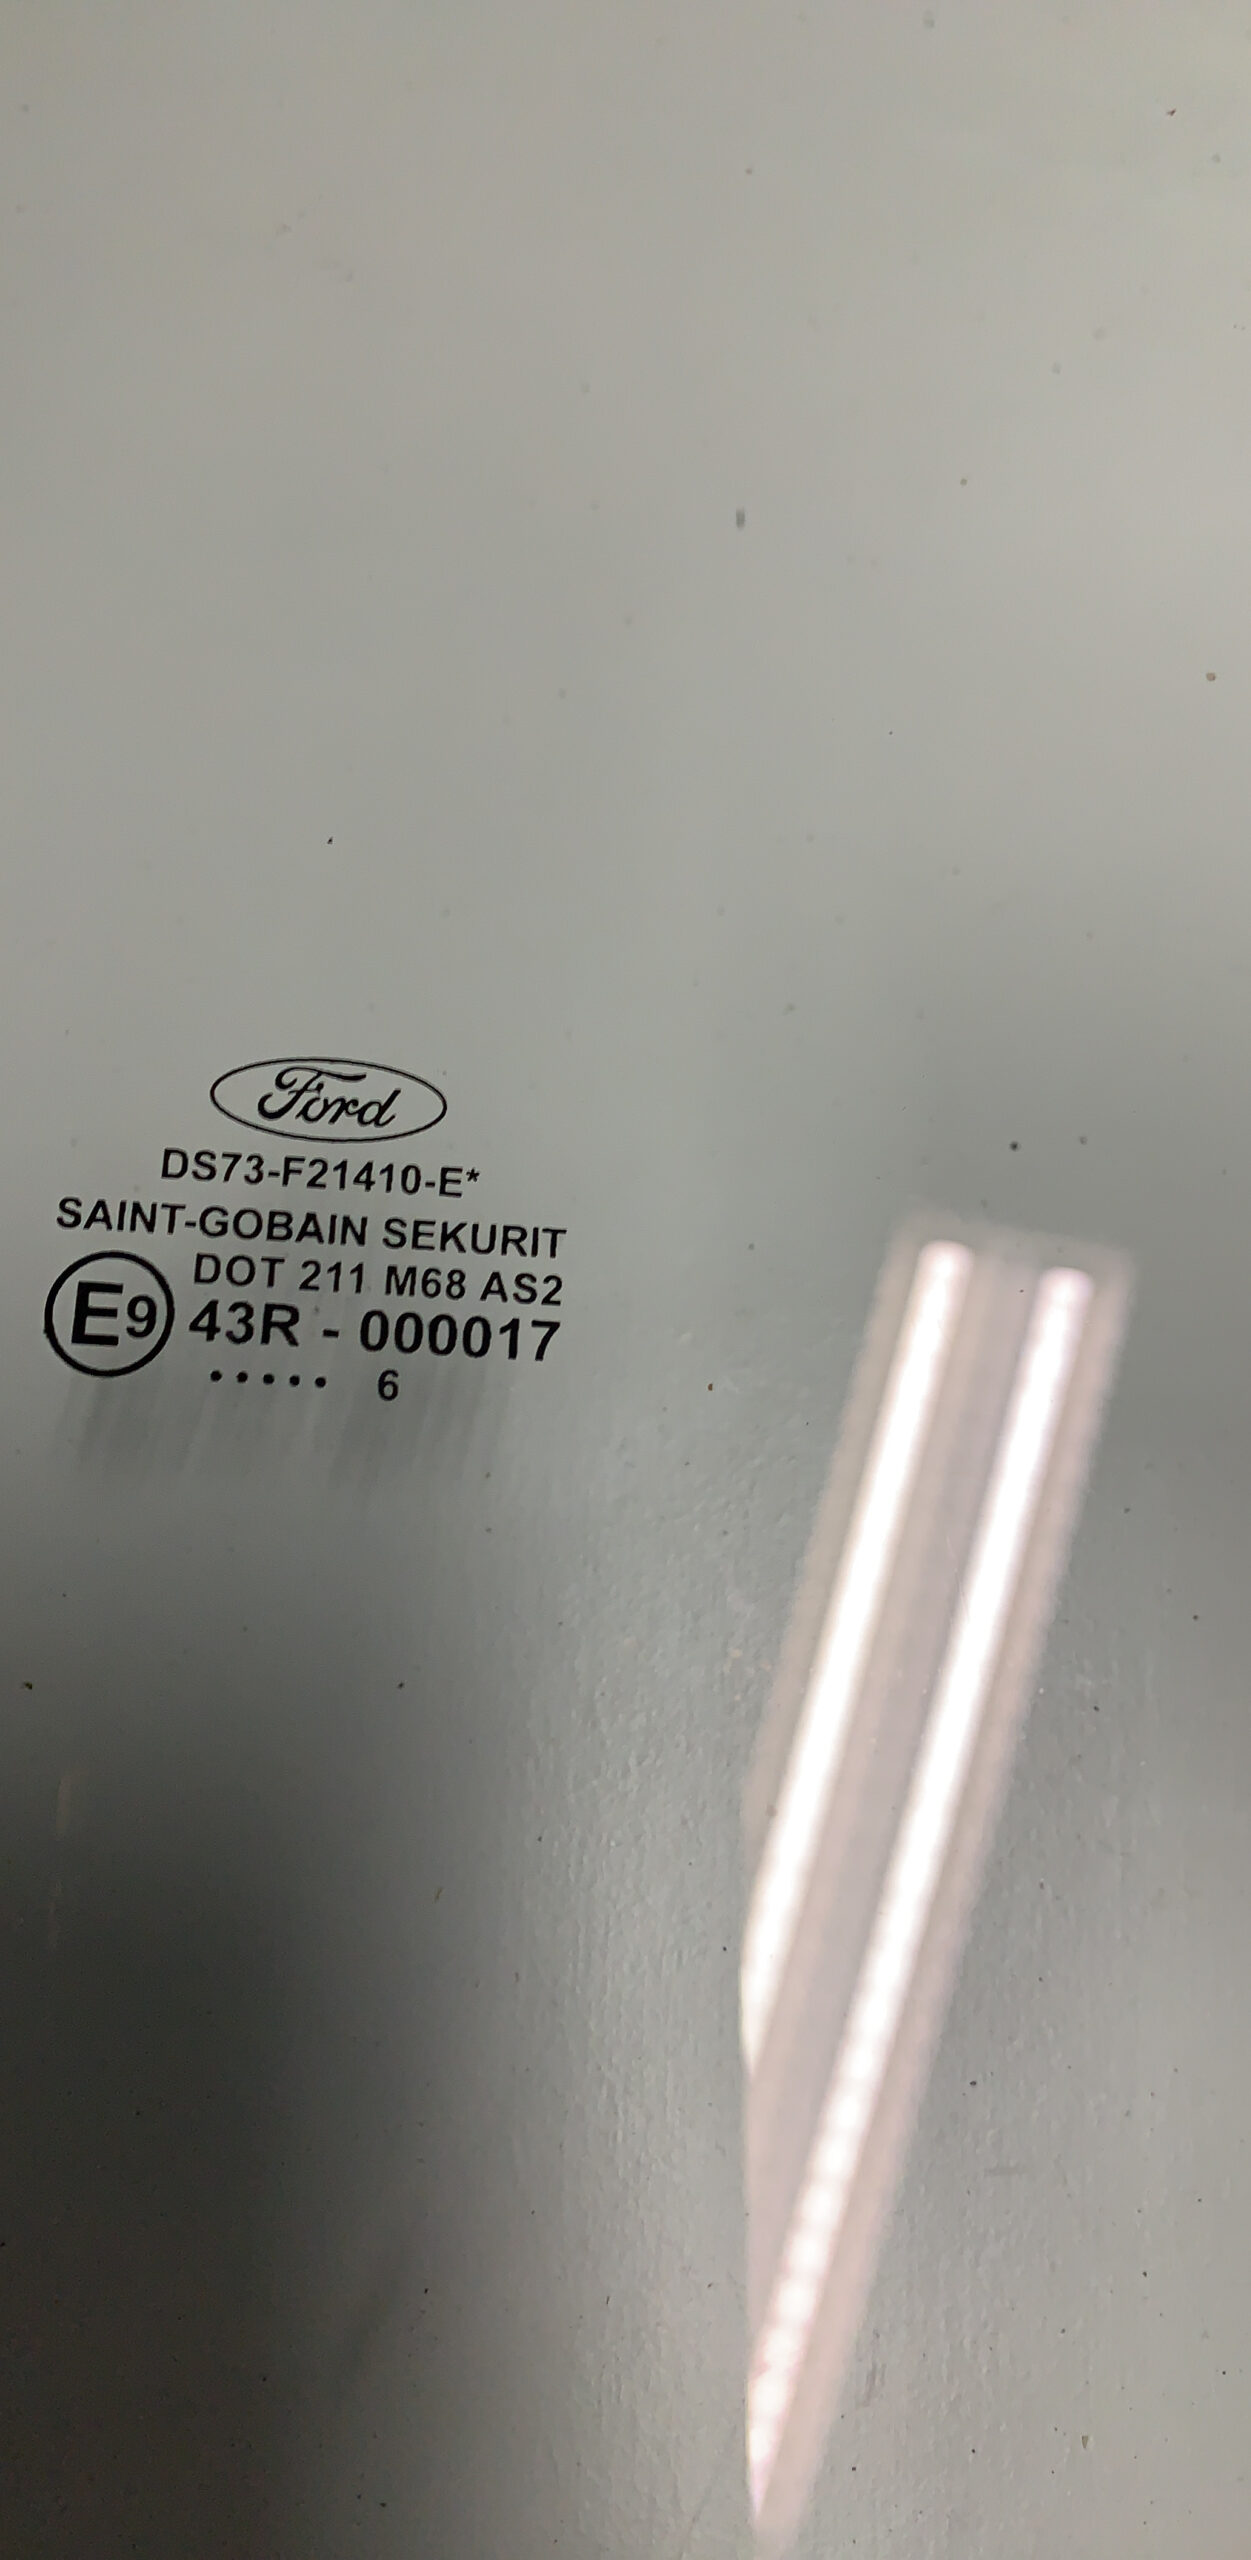 Ford
DS73-F21410-E*
SAINT-GOBAIN SEKURIT
DOT 211 M68 AS2
E9 43R - 000017
..... 6